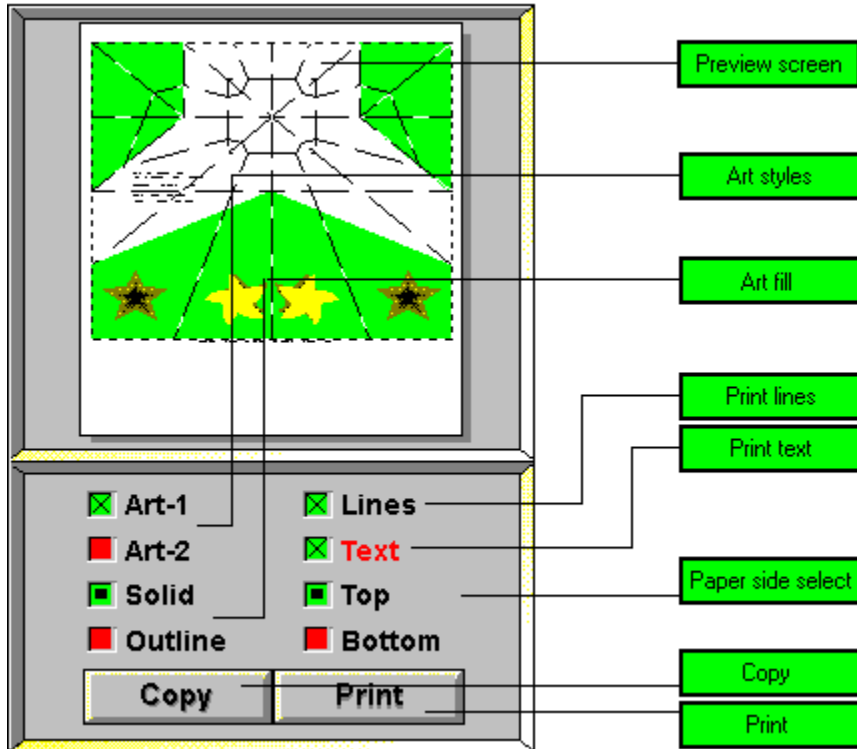 Preview screen
Art styles
Art fill
Print lines
Print text
Art-1
Lines
Art-2
Text
Solid
Top
Paper side select
Outline
Bottom
Copy
Print
Copy
Print